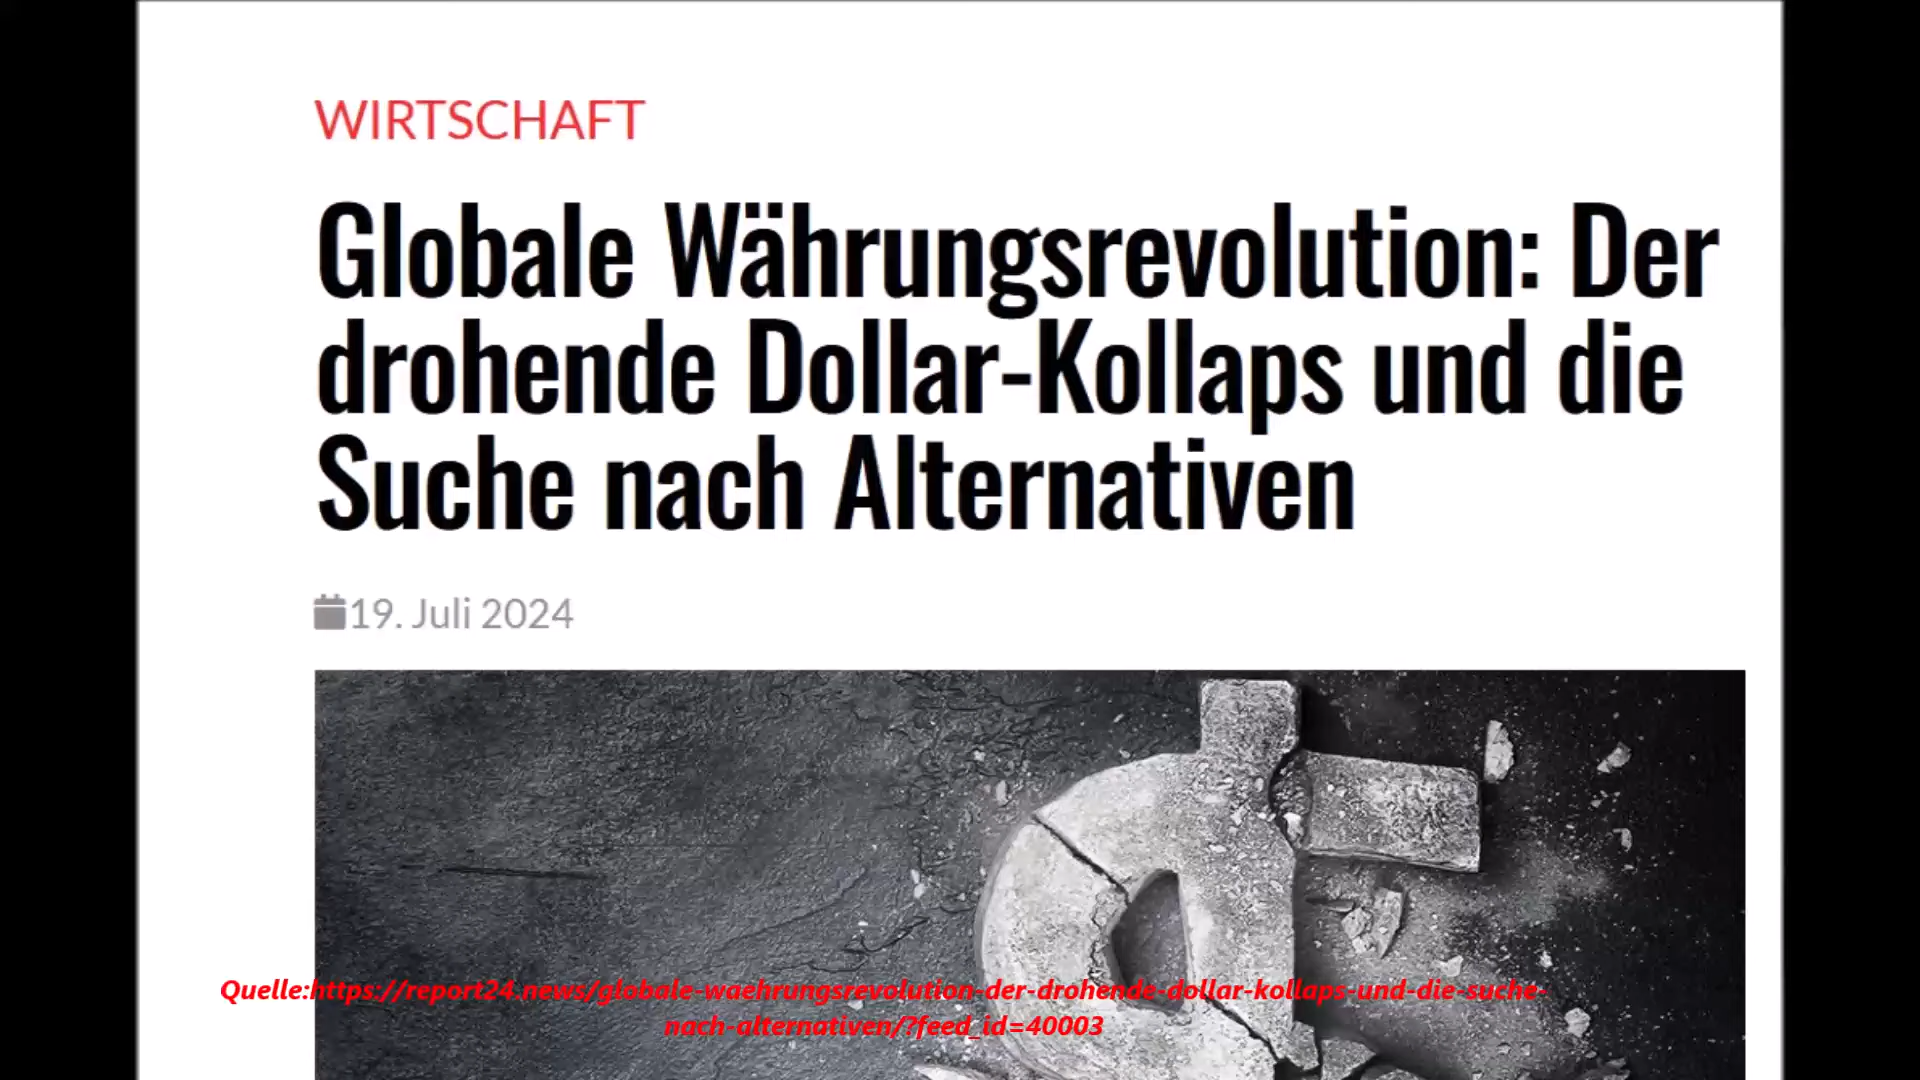 WIRTSCHAFT
Globale Währungsrevolution: Der
drohende Dollar-Kollaps und die
Suche nach Alternativen
19. Juli 2024
Quelle:https://report24.news/globale-waehrungsrevolution-der-drohende-dollar-kollaps-und-die-suche-
nach-alternativen/?feed_id=40003